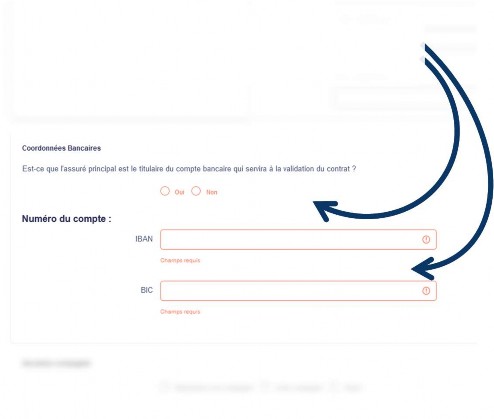 Coordonnées Bancaires
Est-ce que l'assuré principal est le titulaire du compte bancaire qui servira à la validation du contrat ?
Oui Non
Numéro du compte :
IBAN
Champs requis
BIC
Champs requis